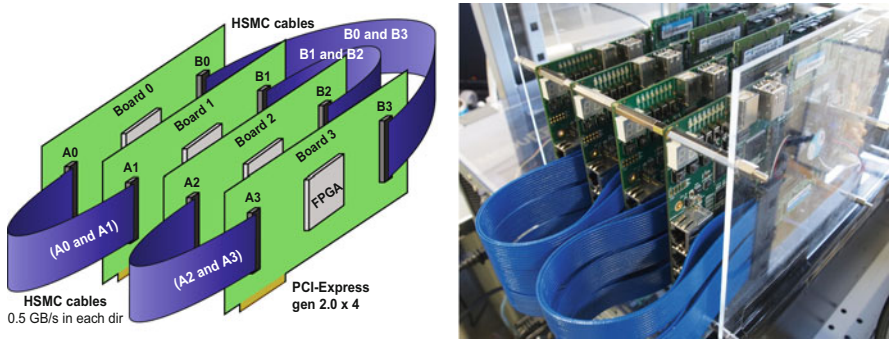 HSMC cables
B0 and B3
B1 and B2
B0
B1
B2
B3
Board 0
Board 1
Board 2
Board 3
A0
A1
A2
A3
FPGA
(A0 and A1)
(A2 and A3)
HSMC cables
0.5 GB/s in each dir
PCI-Express
gen 2.0 x 4